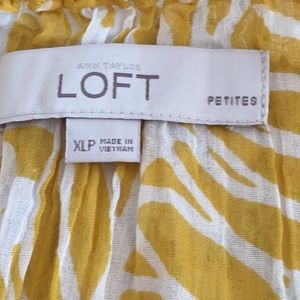 ANN TAYLOR
LOFT
PETITES
XLP
MADE IN
VIETNAM